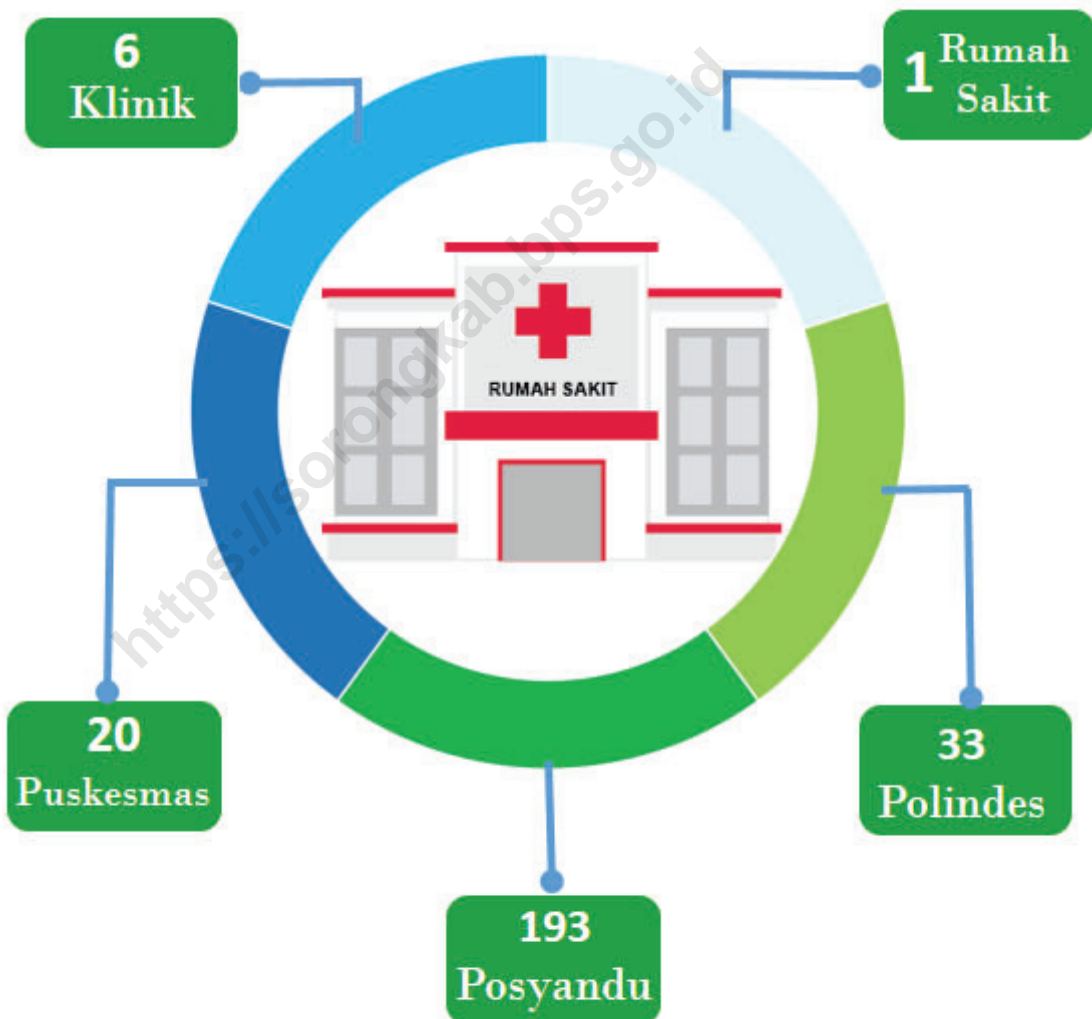 6
Klinik
1 Rumah
Sakit
https://sorongkab.bps.go.id
RUMAH SAKIT
20
Puskesmas
33
Polindes
193
Posyandu